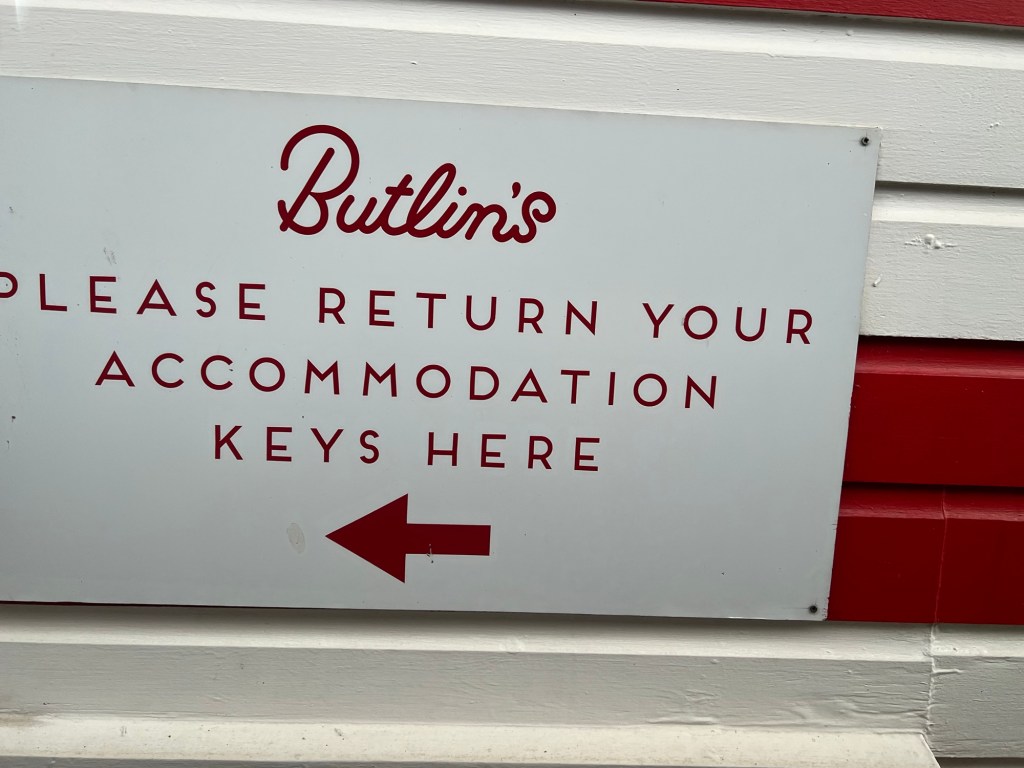 Butlin's
PLEASE RETURN YOUR
ACCOMMODATION
KEYS HERE